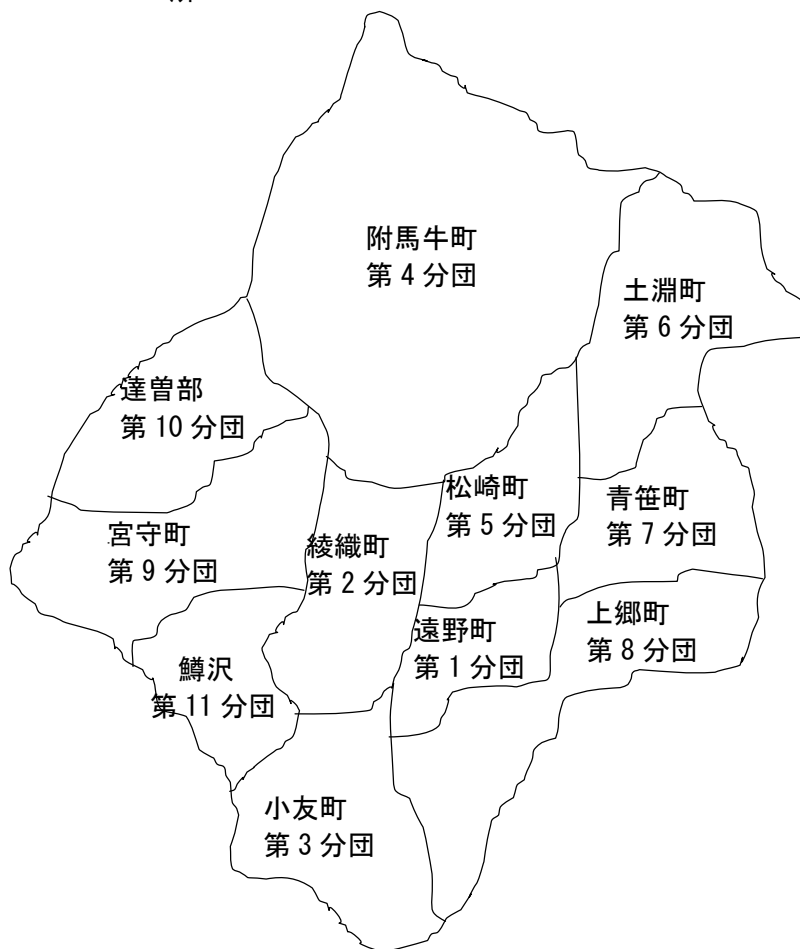 附馬牛町
第 4 分団
土淵町
第 6 分団
達曽部
第 10 分団
松崎町
第 5 分団
青笹町
第 7 分団
宮守町
第 9 分団
綾織町
第 2 分団
遠野町
第 1 分団
上郷町
第 8 分団
鱒沢
第 11 分団
小友町
第 3 分団